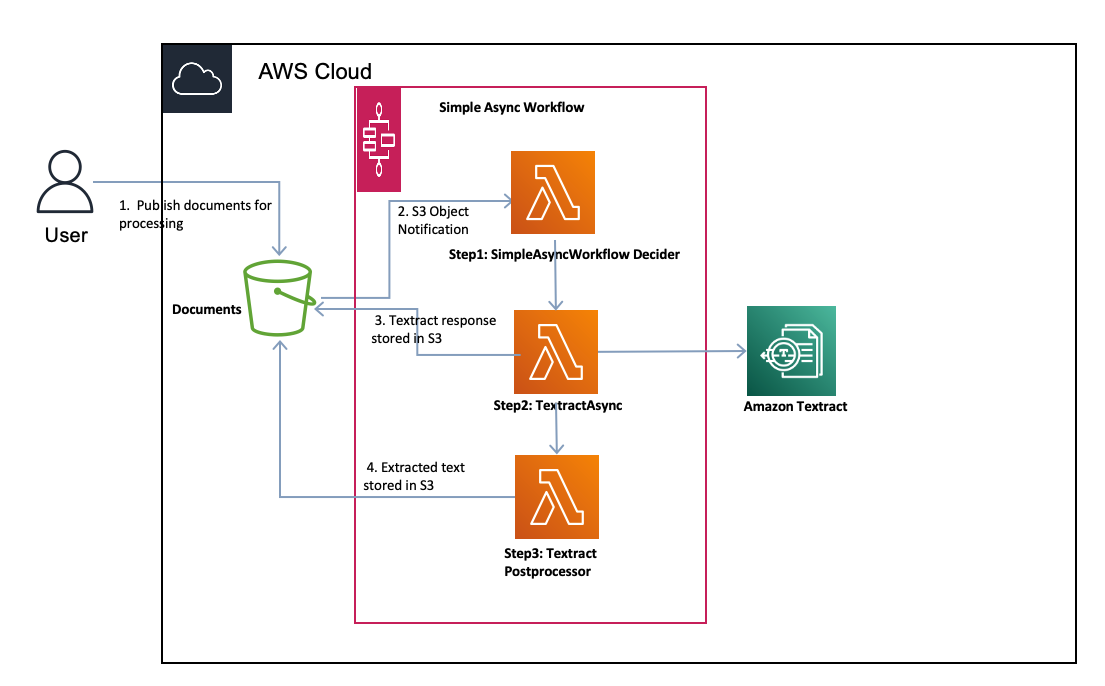 AWS Cloud
Simple Async Workflow
User
1. Publish documents for
processing
2. S3 Object
Notification
Step1: SimpleAsyncWorkflow Decider
Documents
3. Textract response
stored in S3
Step2: TextractAsync
Amazon Textract
4. Extracted text
stored in S3
Step3: Textract
Postprocessor